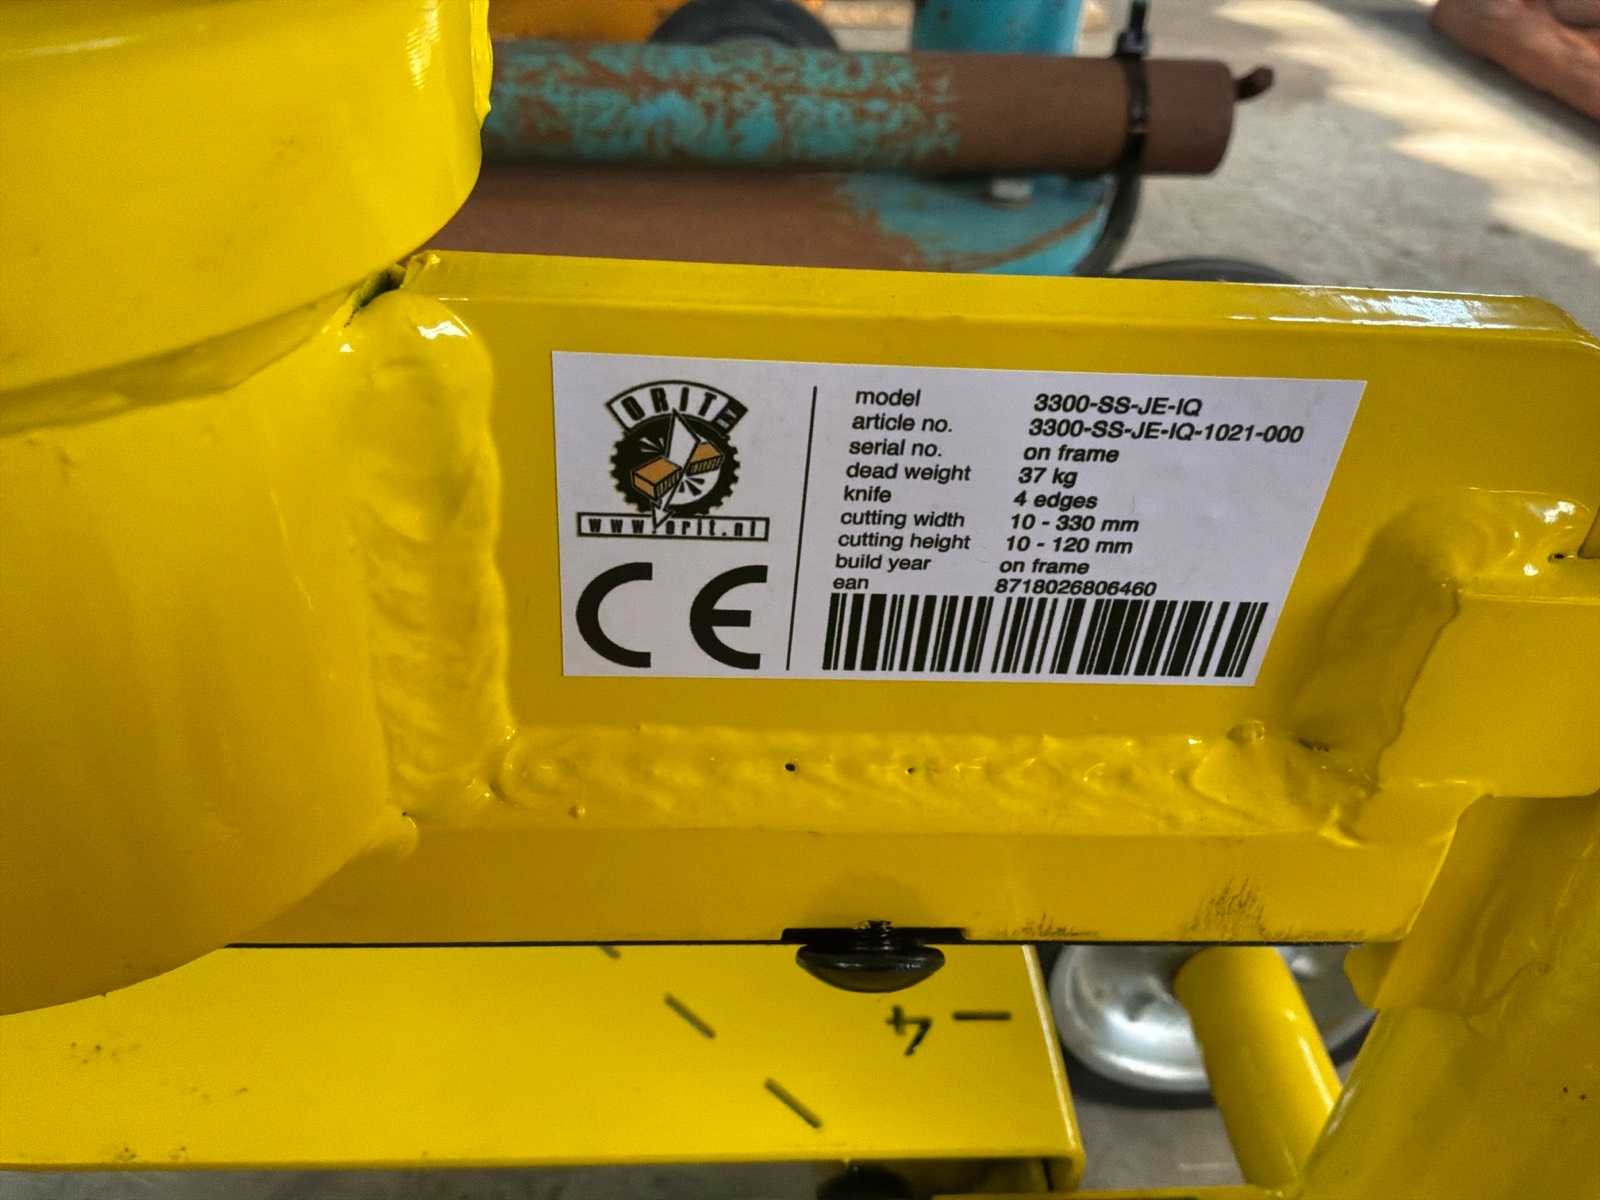 ORIT
www.orit.nl
model 3300-SS-JE-IQ
article no. 3300-SS-JE-IQ-1021-000
serial no. on frame
dead weight 37 kg
knife 4 edges
cutting width 10 - 330 mm
cutting height 10 - 120 mm
build year on frame
ean 8718026806460
CE
4